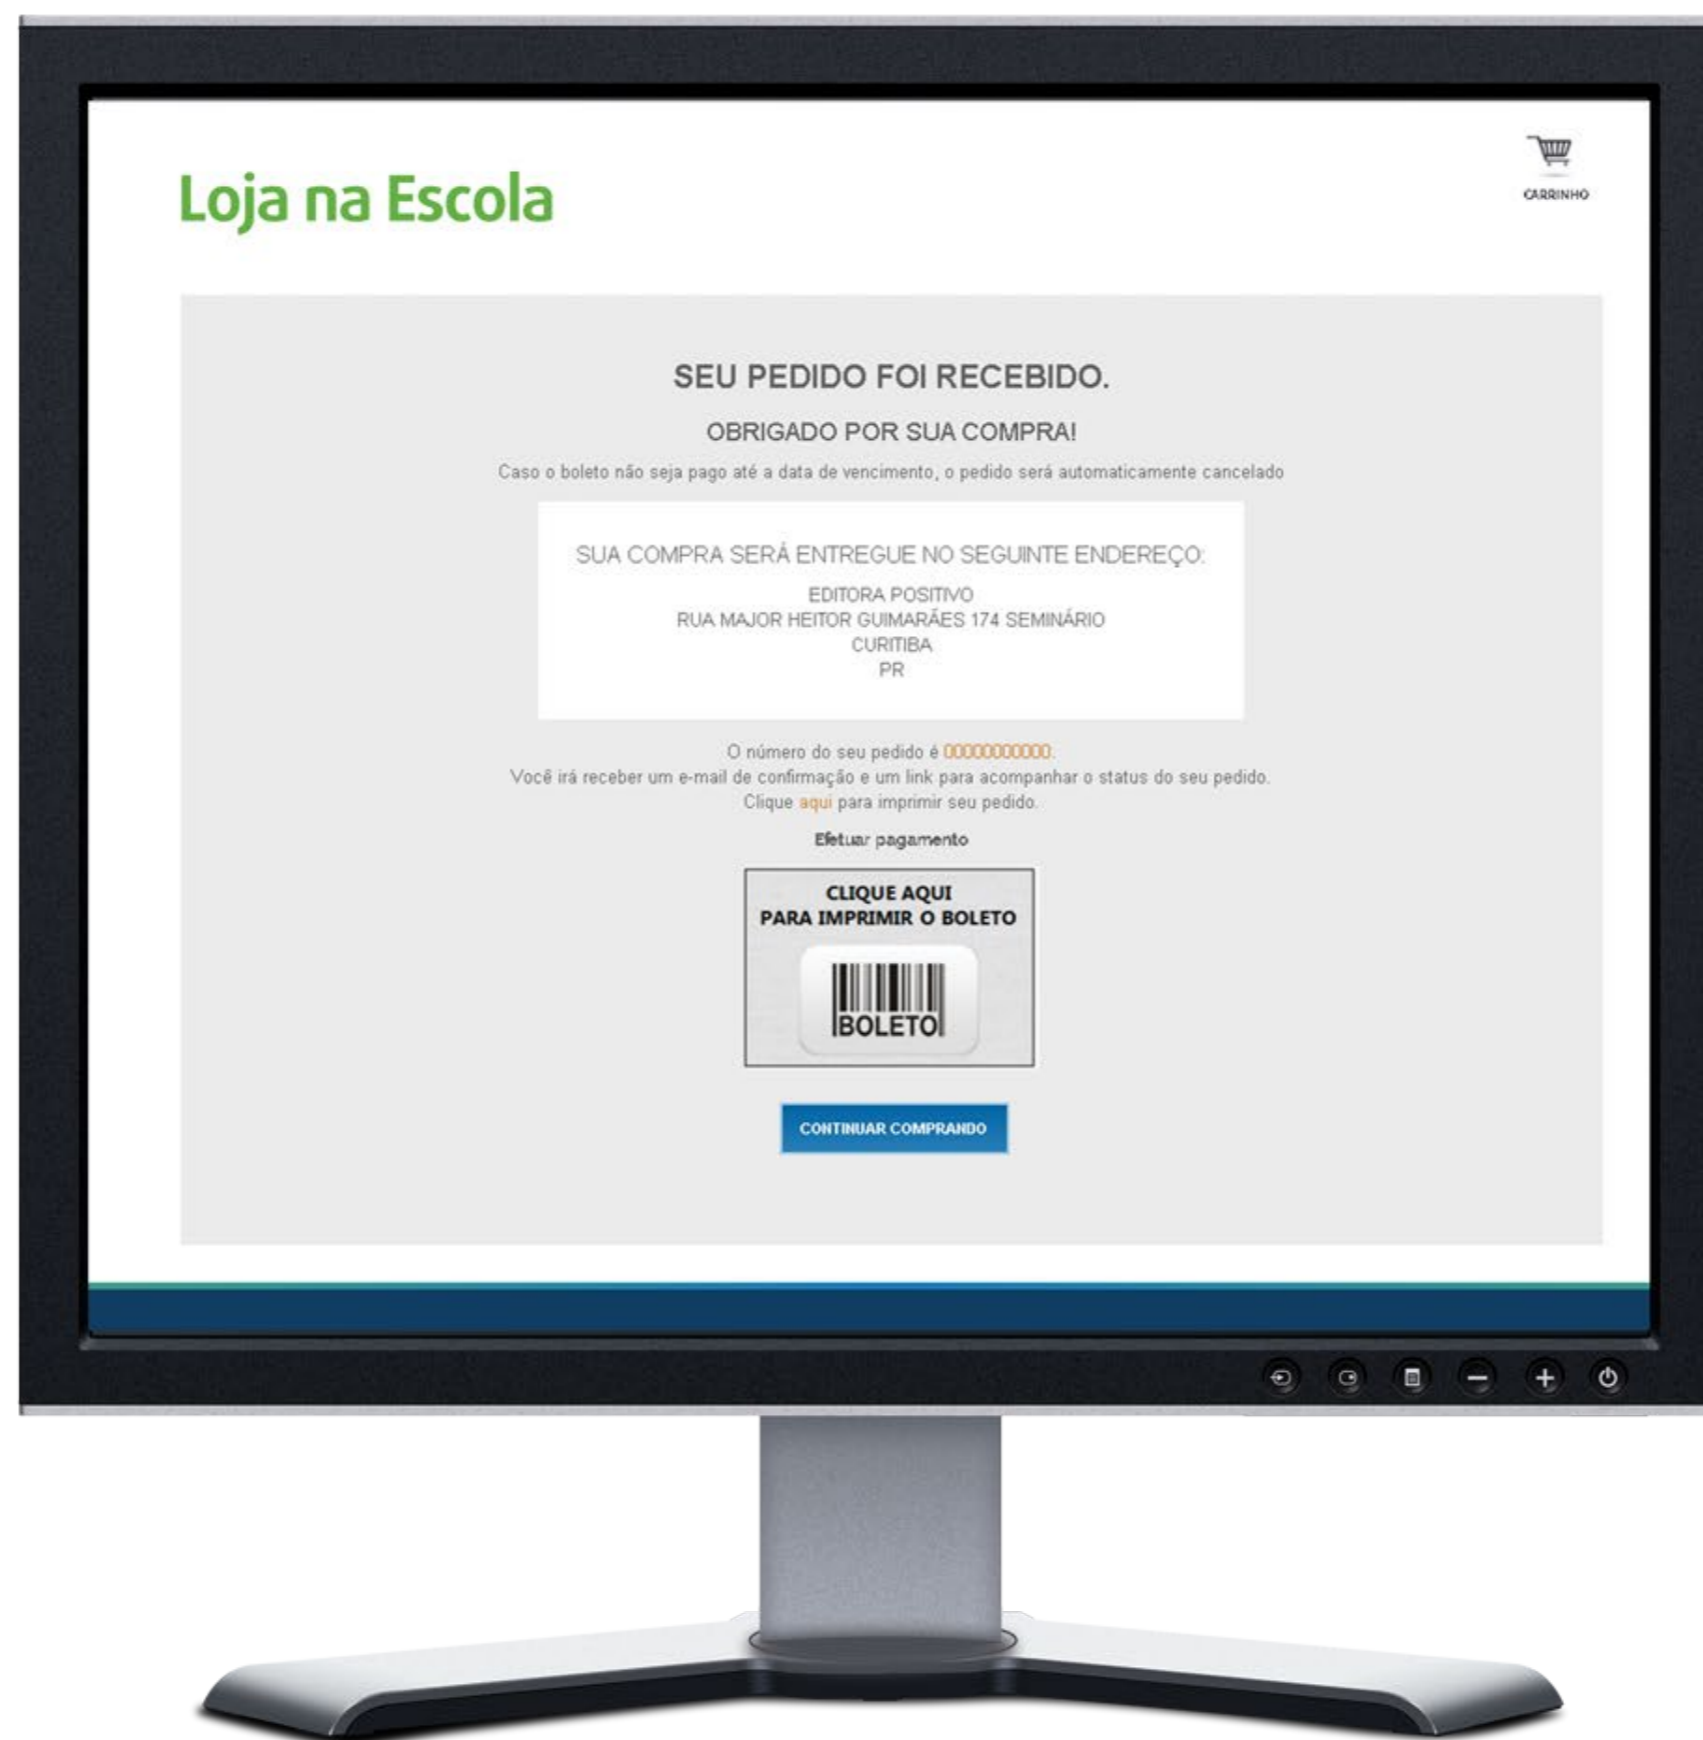 Loja na Escola
CARRINHO
SEU PEDIDO FOI RECEBIDO.
OBRIGADO POR SUA COMPRA!
Caso o boleto não seja pago até a data de vencimento, o pedido será automaticamente cancelado
SUA COMPRA SERÁ ENTREGUE NO SEGUINTE ENDEREÇO:
EDITORA POSITIVO
RUA MAJOR HEITOR GUIMARÃES 174 SEMINÁRIO
CURITIBA
PR
O número do seu pedido é 00000000000.
Você irá receber um e-mail de confirmação e um link para acompanhar o status do seu pedido.
Clique aqui para imprimir seu pedido.
Efetuar pagamento
CLIQUE AQUI
PARA IMPRIMIR O BOLETO
BOLETO
CONTINUAR COMPRANDO